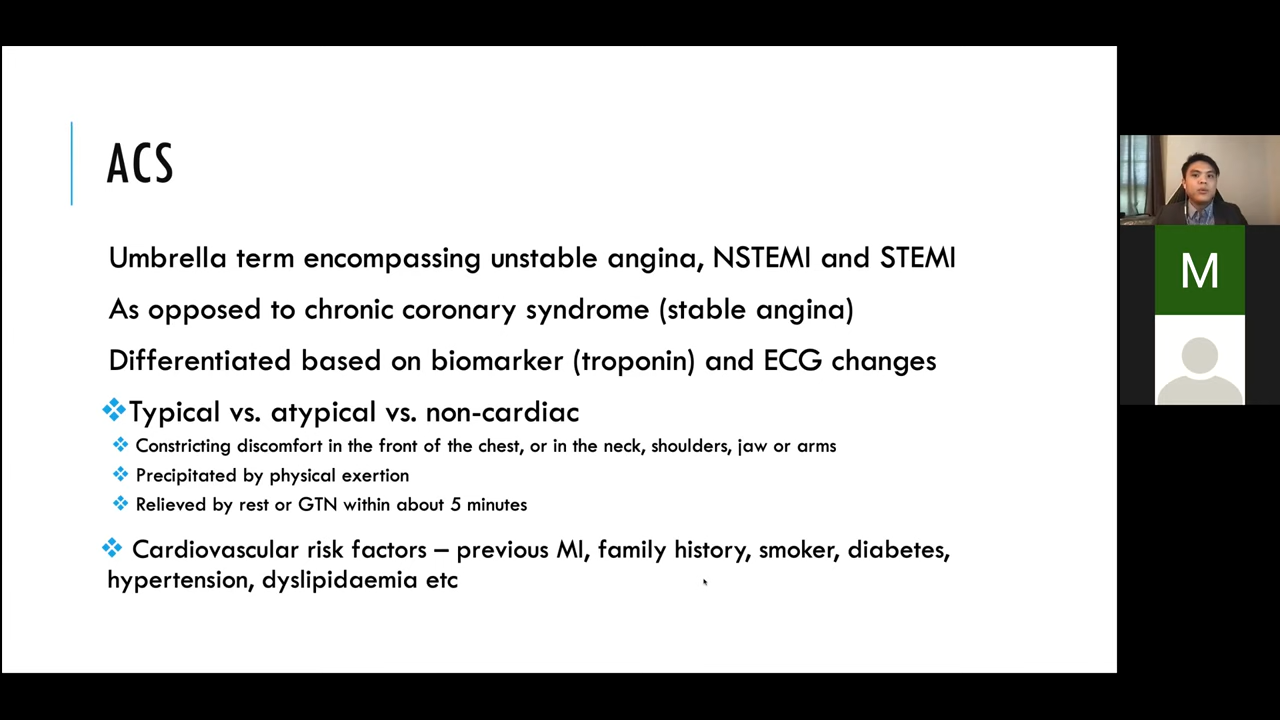 ACS
Umbrella term encompassing unstable angina, NSTEMI and STEMI
As opposed to chronic coronary syndrome (stable angina)
Differentiated based on biomarker (troponin) and ECG changes
Typical vs. atypical vs. non-cardiac
Constricting discomfort in the front of the chest, or in the neck, shoulders, jaw or arms
Precipitated by physical exertion
Relieved by rest or GTN within about 5 minutes
Cardiovascular risk factors – previous MI, family history, smoker, diabetes,
hypertension, dyslipidaemia etc
M